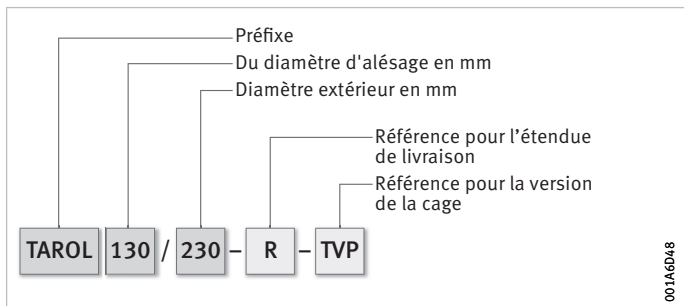 Préfixe
Du diamètre d'alésage en mm
Diamètre extérieur en mm
Référence pour l’étendue
de livraison
Référence pour la version
de la cage
TAROL 130 / 230 – R – TVP
001A6D48